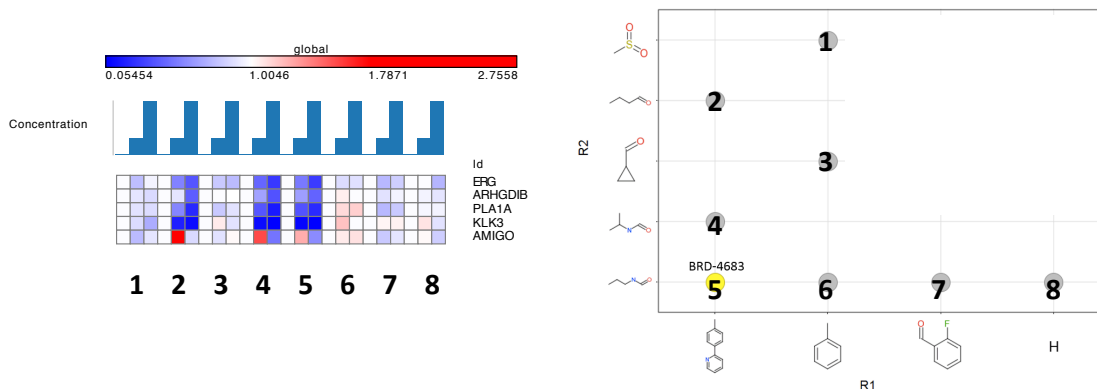 global
0.05454
1.0046
1.7871
2.7558
Concentration
Id
ERG
ARHGDIB
PLA1A
KLK3
AMIGO
1 2 3 4 5 6 7 8
R2
O
S
O
1
O
2
O
3
N
O
4
BRD-4683
N
O
5
6
7
8
N
O
F
H
R1